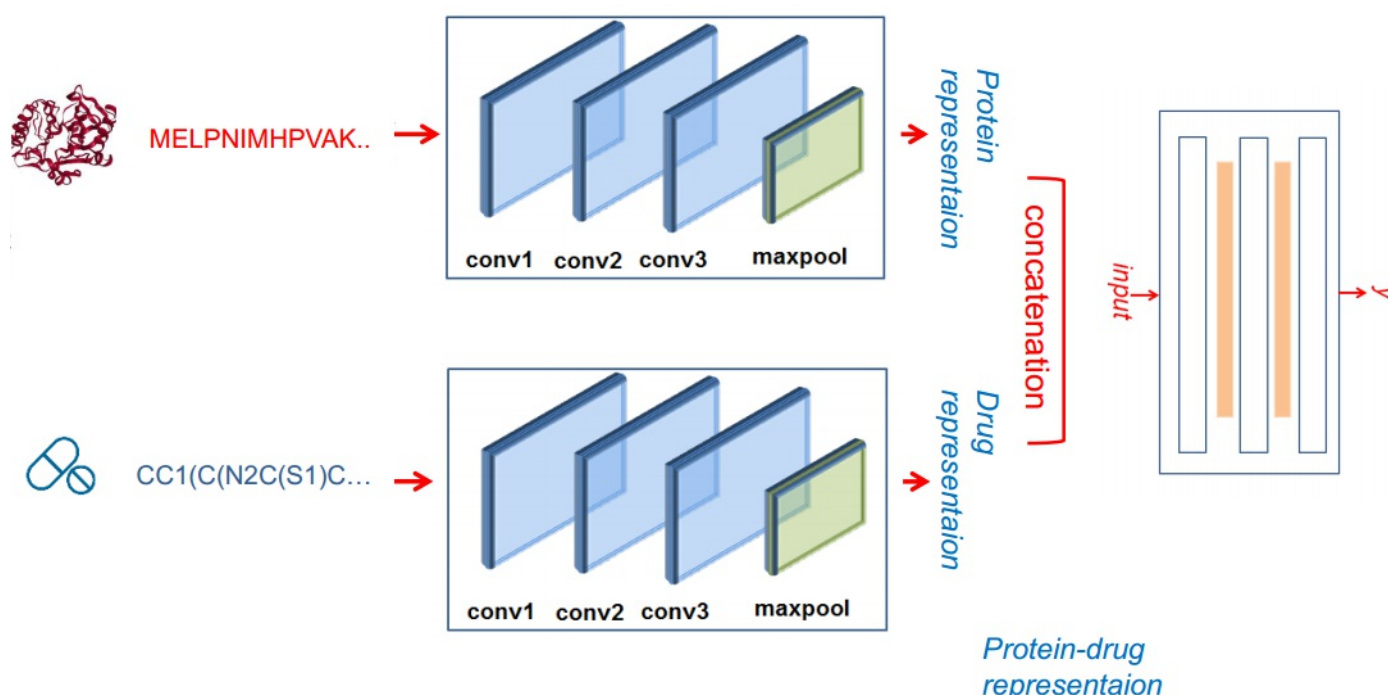 MELPNIMHPVAK..
conv1 conv2 conv3 maxpool
Protein
representaion
CC1(C(N2C(S1)C...
conv1 conv2 conv3 maxpool
Drug
representaion
concatenation
input
y
Protein-drug
representaion